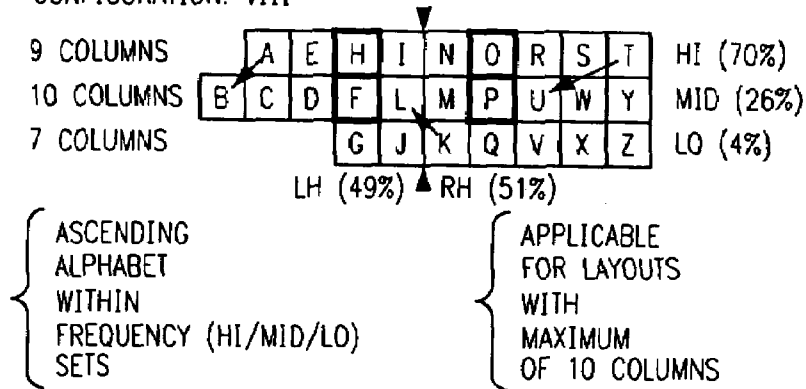 CONFIGURATION: VIII
9 COLUMNS A E H I N O R S T HI (70%)
10 COLUMNS B C D F L M P U W Y MID (26%)
7 COLUMNS G J K Q V X Z LO (4%)
LH (49%) RH (51%)
ASCENDING
ALPHABET
WITHIN
FREQUENCY (HI/MID/LO)
SETS
APPLICABLE
FOR LAYOUTS
WITH
MAXIMUM
OF 10 COLUMNS